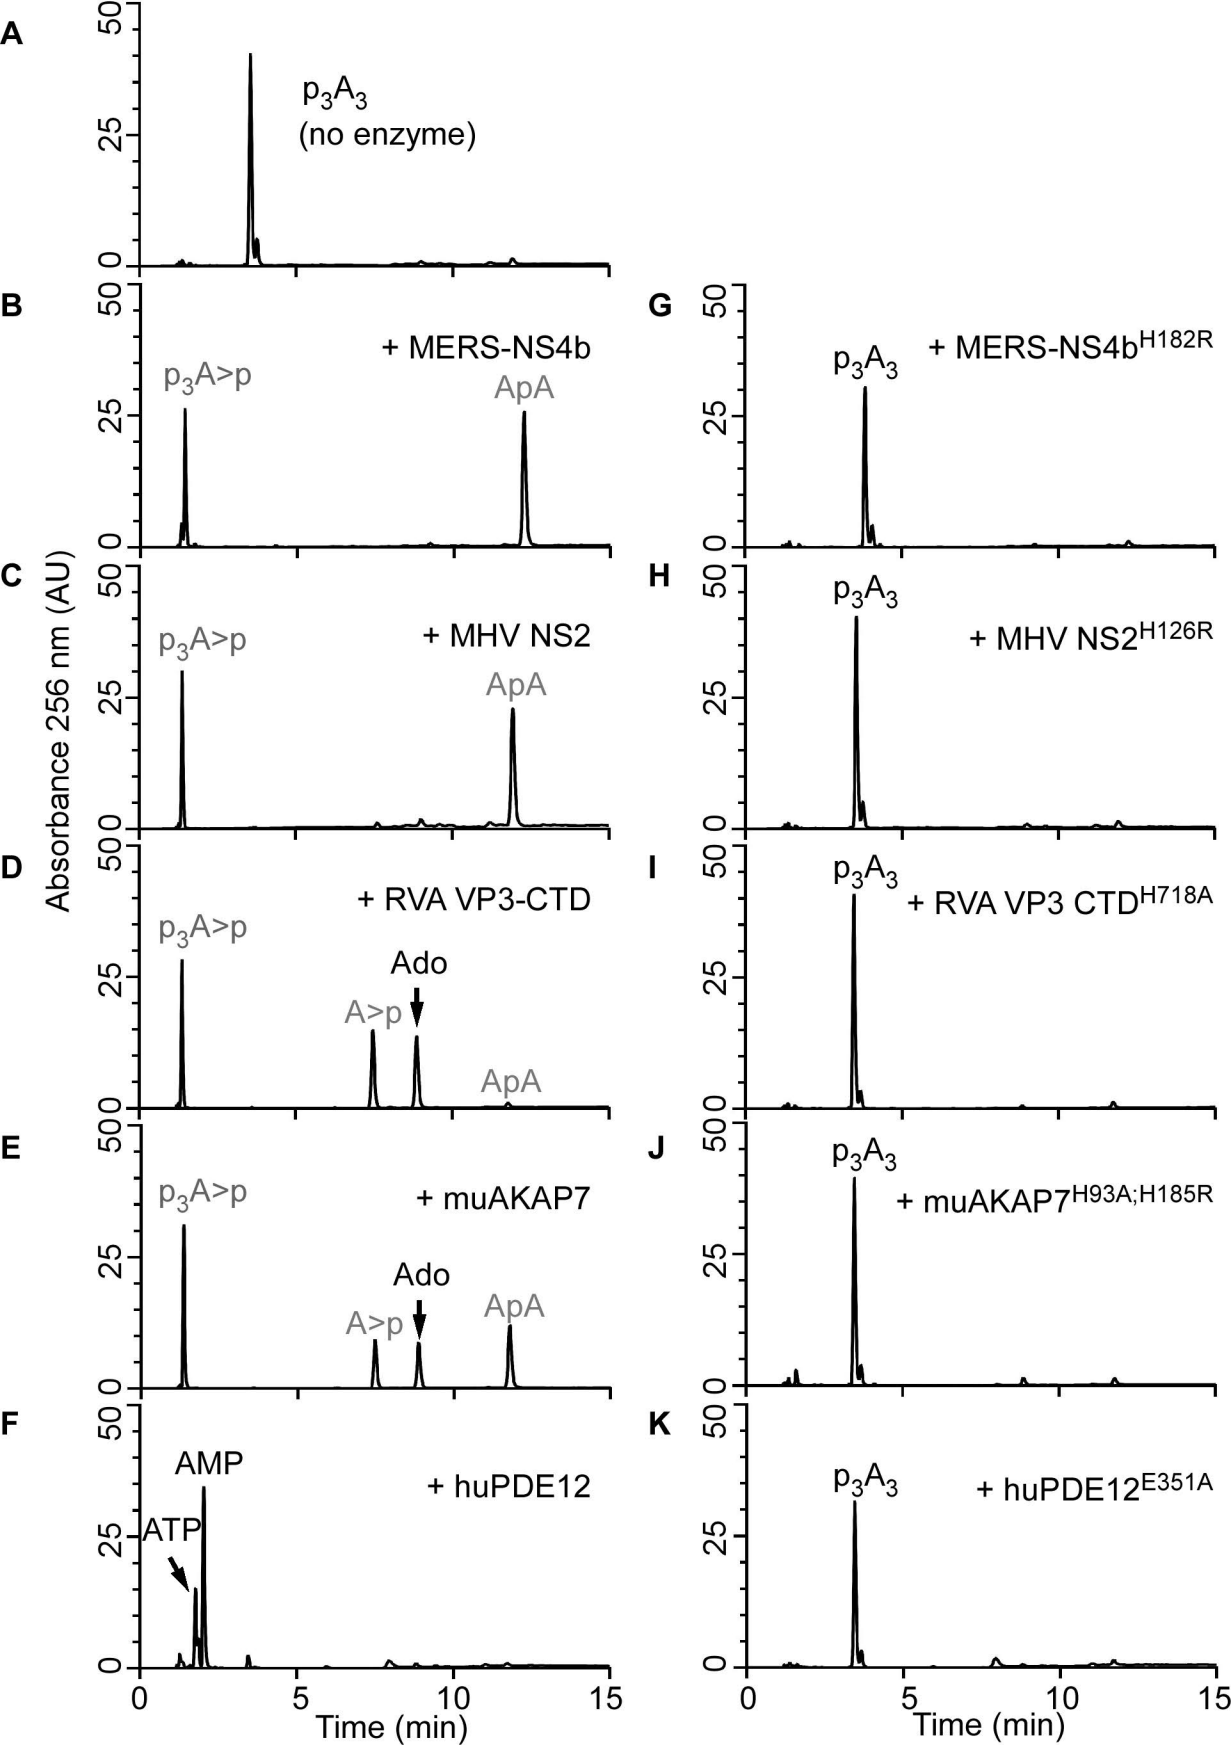 A
50
25
0
p3A3
(no enzyme)
B
50
25
0
p3A>p
+ MERS-NS4b
ApA
G
50
25
0
p3A3
+ MERS-NS4bH182R
Absorbance 256 nm (AU)
C
50
25
0
p3A>p
+ MHV NS2
ApA
H
50
25
0
p3A3
+ MHV NS2H126R
D
50
25
0
p3A>p
+ RVA VP3-CTD
Ado
A>p
ApA
I
50
25
0
p3A3
+ RVA VP3 CTDH718A
E
50
25
0
p3A>p
+ muAKAP7
Ado
A>p
ApA
J
50
25
0
p3A3
+ muAKAP7H93A;H185R
F
50
25
0
AMP
ATP
+ huPDE12
0 5 10 15
Time (min)
K
50
25
0
p3A3
+ huPDE12E351A
0 5 10 15
Time (min)